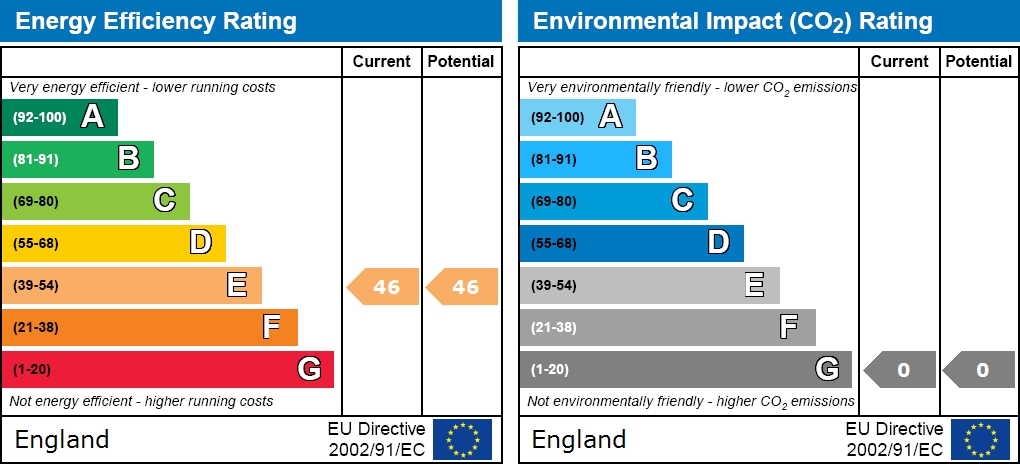 Energy Efficiency Rating
Current Potential
Very energy efficient - lower running costs
(92-100) A
(81-91) B
(69-80) C
(55-68) D
(39-54) E 46 46
(21-38) F
(1-20) G
Not energy efficient - higher running costs
England EU Directive
2002/91/EC
Environmental Impact (CO2) Rating
Current Potential
Very environmentally friendly - lower CO2 emissions
(92-100) A
(81-91) B
(69-80) C
(55-68) D
(39-54) E
(21-38) F
(1-20) G 0 0
Not environmentally friendly - higher CO2 emissions
England EU Directive
2002/91/EC